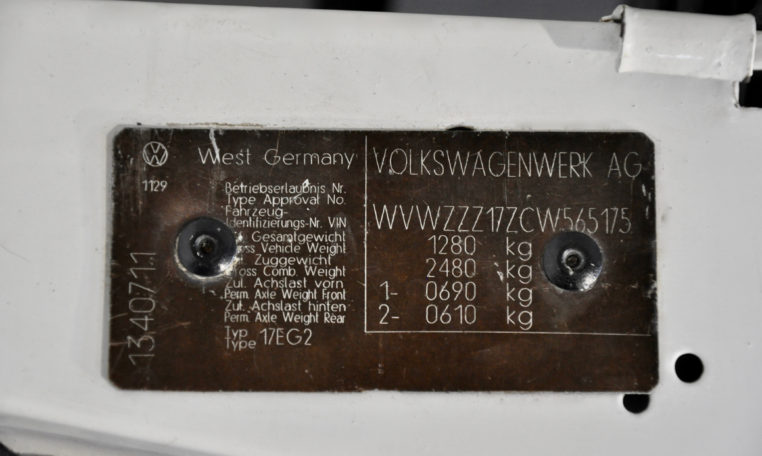 West Germany
1129
Betriebserlaubnis Nr.
Type Approval No.
Fahrzeug-
Identifizierungs-Nr. VIN
Gesamtgewicht
Vehicle Weight
Zuggewicht
Gross Comb. Weight
Zul. Achslast vorn
Perm. Axle Weight Front
Zul. Achslast hinten
Perm. Axle Weight Rear
Typ
Type 17EG2
1340711
VOLKSWAGENWERK AG
WVWZZZ17ZCW565175
1280 kg
2480 kg
1- 0690 kg
2- 0610 kg